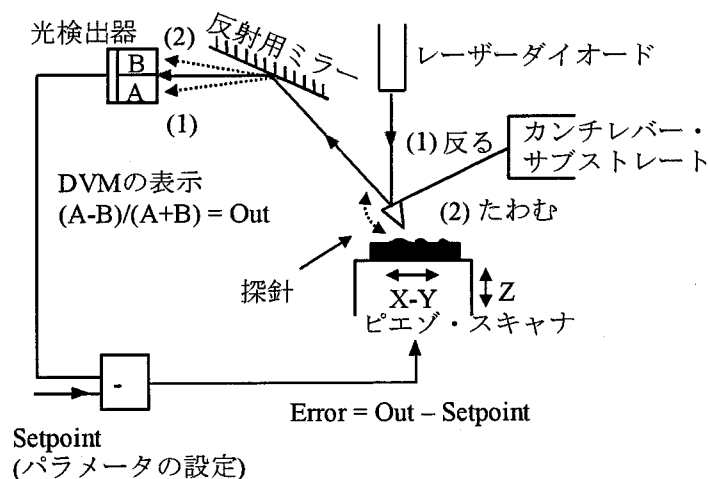 光検出器
(2)
反射用ミラー
レーザーダイオード
B
A
(1)
(1) 反る
カンチレバー・
サブストレート
DVMの表示
(A-B)/(A+B) = Out
(2) たわむ
探針
X-Y
Z
ピエゾ・スキャナ
-
Error = Out – Setpoint
Setpoint
(パラメータの設定)